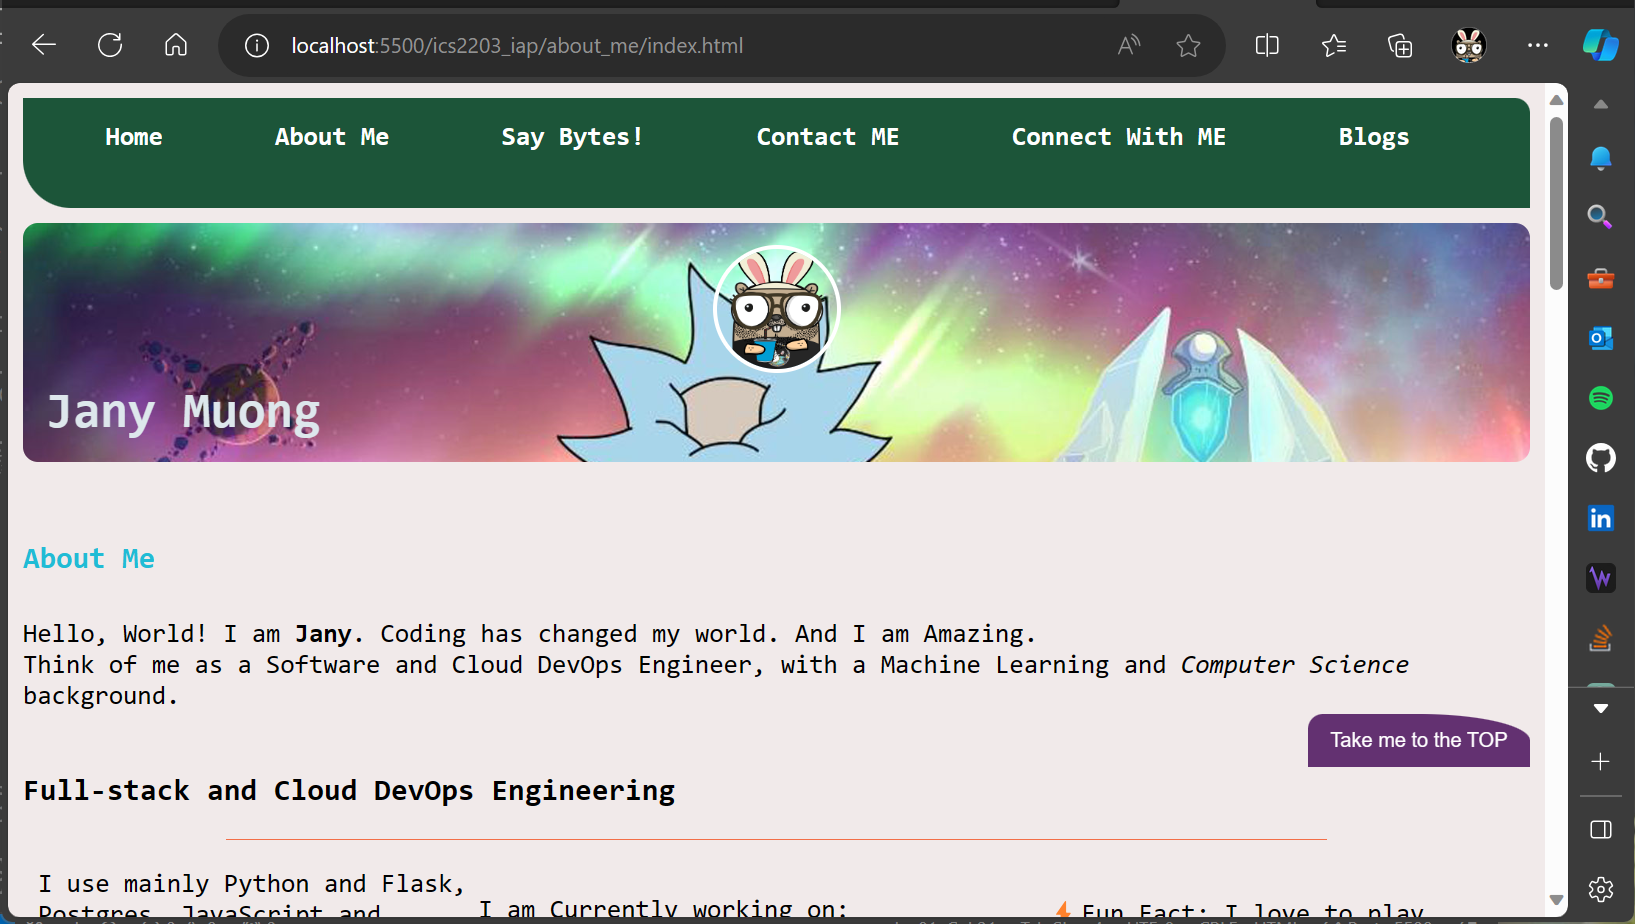 localhost:5500/ics2203_iap/about_me/index.html
Home About Me Say Bytes! Contact ME Connect With ME Blogs
Jany Muong
About Me
Hello, World! I am Jany. Coding has changed my world. And I am Amazing.
Think of me as a Software and Cloud DevOps Engineer, with a Machine Learning and Computer Science
background.
Take me to the TOP
Full-stack and Cloud DevOps Engineering
I use mainly Python and Flask,
Postgres, JavaScript and
I am Currently working on:
Fun Fact: I love to play